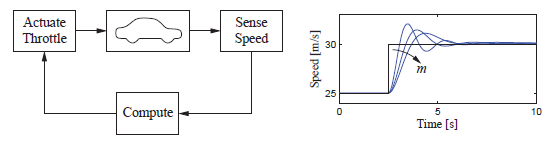 Actuate
Throttle
Sense
Speed
Compute
Speed [m/s]
30
25
m
0
5
10
Time [s]